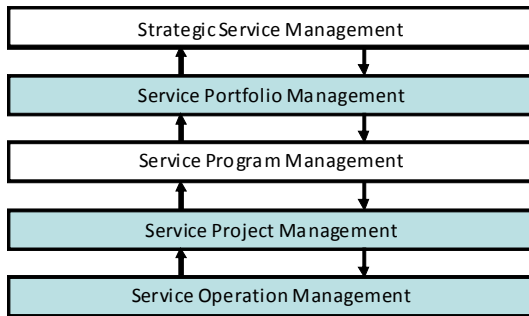 Strategic Service Management
Service Portfolio Management
Service Program Management
Service Project Management
Service Operation Management